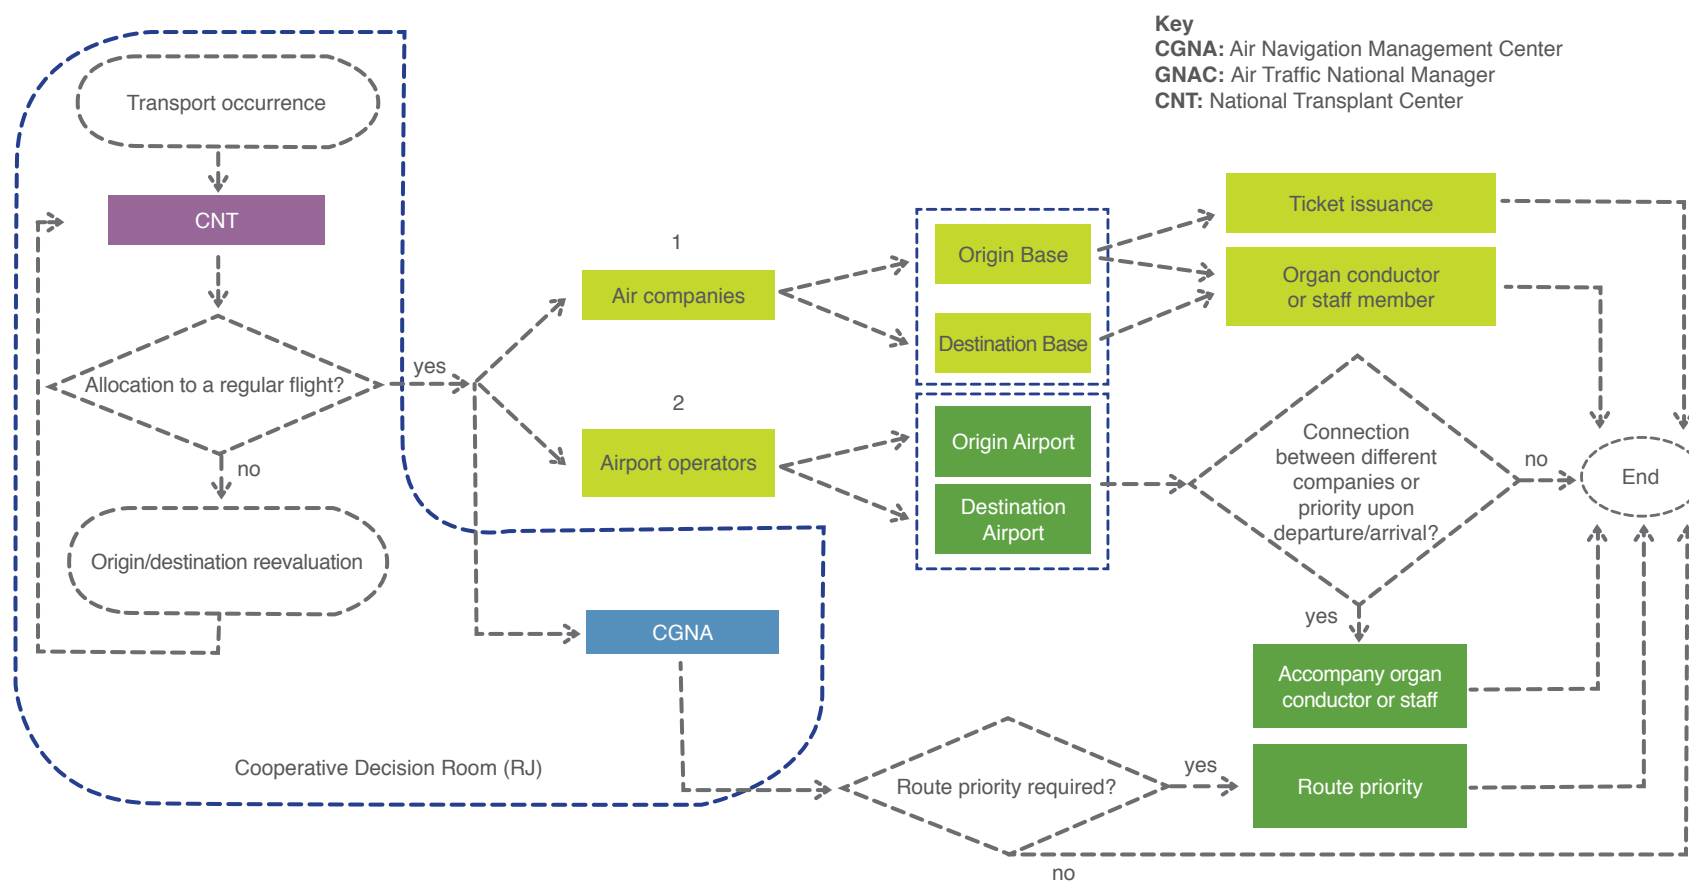 Key
CGNA: Air Navigation Management Center
GNAC: Air Traffic National Manager
CNT: National Transplant Center
Transport occurrence
CNT
Allocation to a regular flight?
yes
no
Origin/destination reevaluation
Cooperative Decision Room (RJ)
1
Air companies
2
Airport operators
CGNA
Origin Base
Destination Base
Origin Airport
Destination
Airport
Ticket issuance
Organ conductor
or staff member
Connection
between different
companies or
priority upon
departure/arrival?
no
End
yes
Accompany organ
conductor or staff
Route priority required?
yes
Route priority
no